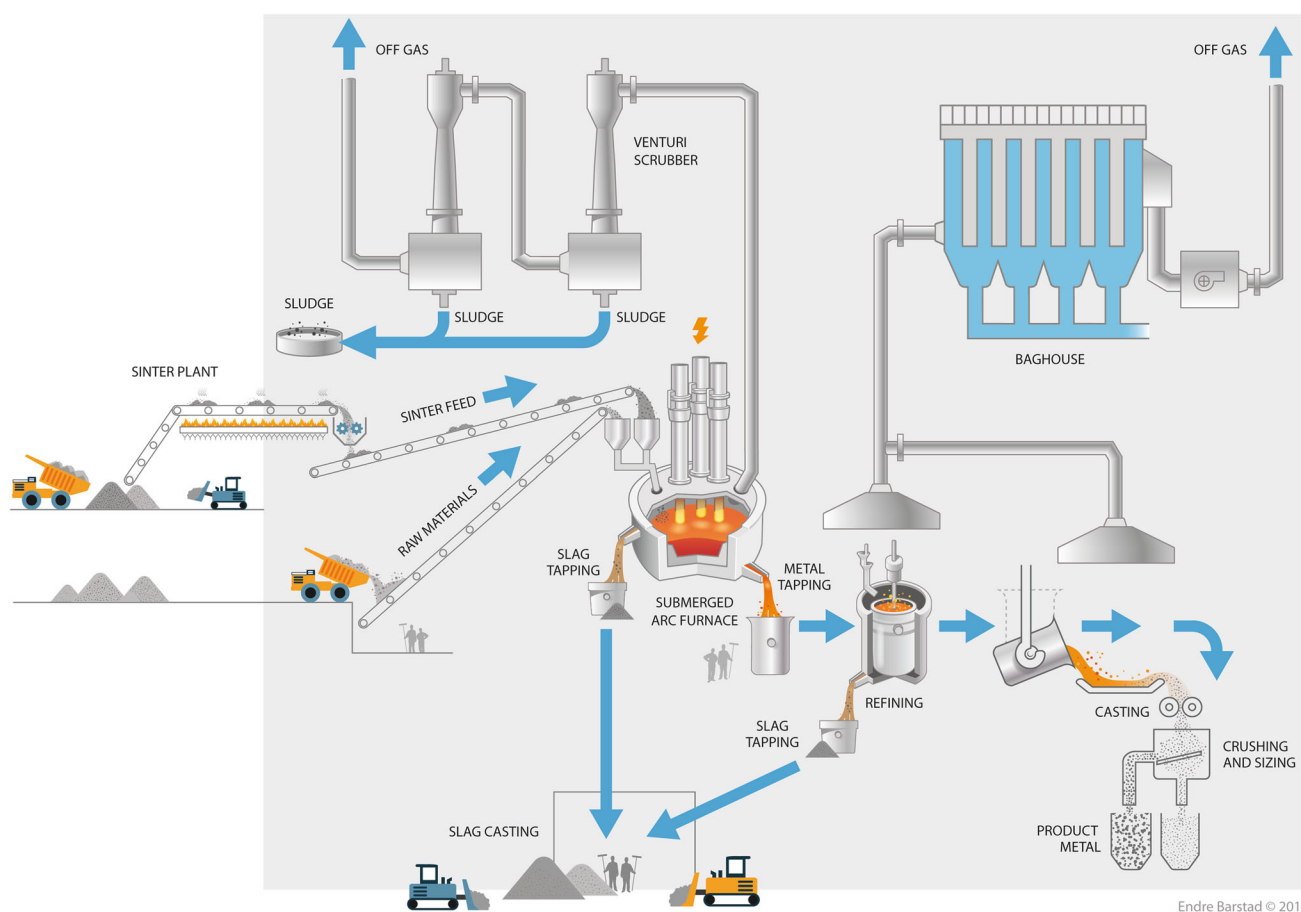 OFF GAS
OFF GAS
VENTURI
SCRUBBER
SLUDGE
SLUDGE
SLUDGE
BAGHOUSE
SINTER PLANT
SINTER FEED
RAW MATERIALS
SLAG
TAPPING
METAL
TAPPING
SUBMERGED
ARC FURNACE
REFINING
CASTING
SLAG
TAPPING
CRUSHING
AND SIZING
SLAG CASTING
PRODUCT
METAL
Endre Barstad © 201